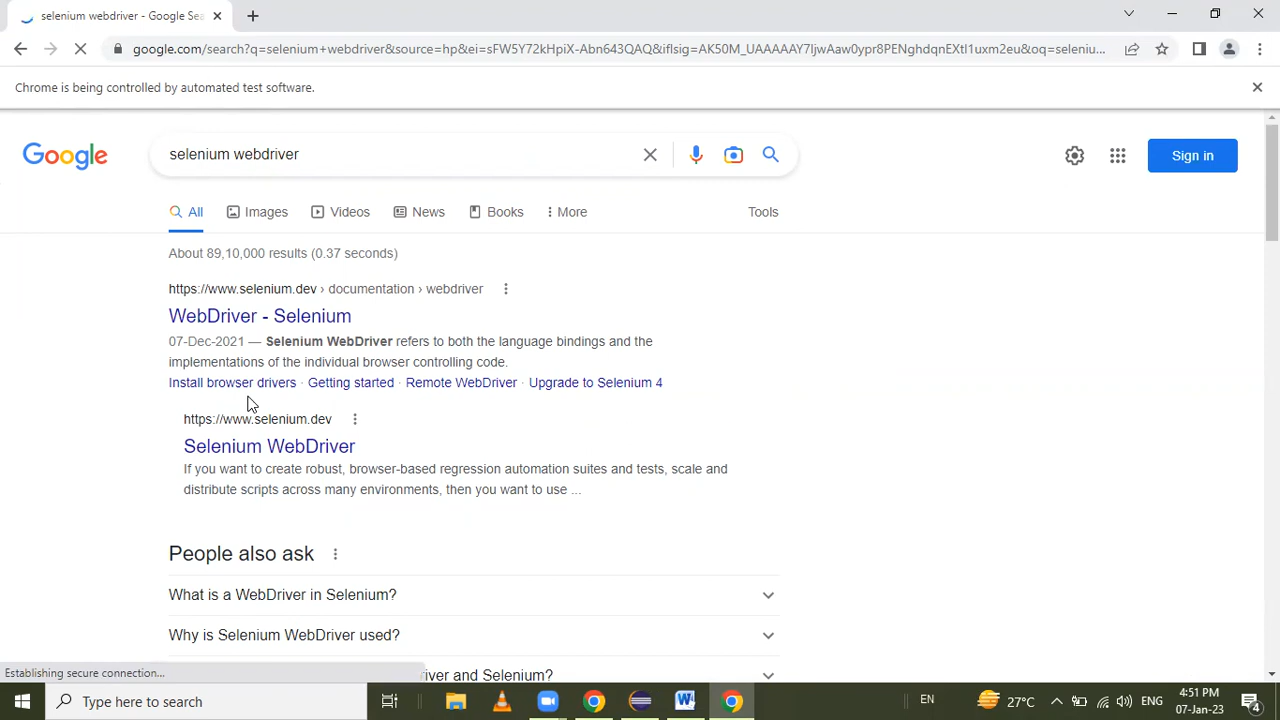 selenium webdriver - Google Sea
google.com/search?q=selenium+webdriver&source=hp&ei=sFW5Y72kHpiX-Abn643QAQ&iflsig=AK50M_UAAAAAY7ljwAaw0ypr8PENghdqnEXtl1uxm2eu&oq=seleniu...
Chrome is being controlled by automated test software.
Google
selenium webdriver
Sign in
All
Images
Videos
News
Books
More
Tools
About 89,10,000 results (0.37 seconds)
https://www.selenium.dev › documentation › webdriver
WebDriver - Selenium
07-Dec-2021 — Selenium WebDriver refers to both the language bindings and the
implementations of the individual browser controlling code.
Install browser drivers · Getting started · Remote WebDriver · Upgrade to Selenium 4
https://www.selenium.dev
Selenium WebDriver
If you want to create robust, browser-based regression automation suites and tests, scale and
distribute scripts across many environments, then you want to use ...
People also ask
What is a WebDriver in Selenium?
Why is Selenium WebDriver used?
and Selenium?
Establishing secure connection...
Type here to search
W
EN
27°C
ENG
4:51 PM
07-Jan-23
4